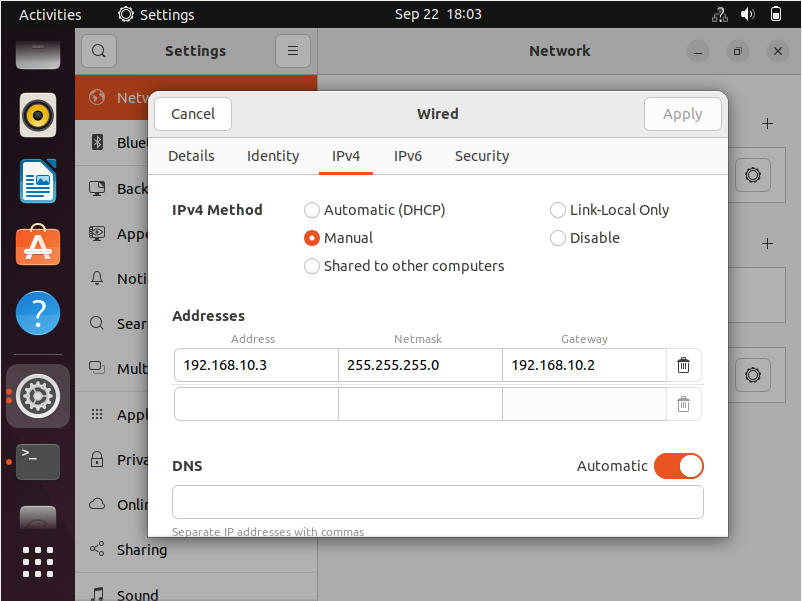 Activities Settings Sep 22 18:03
Settings Network
Cancel Wired Apply
Details Identity IPv4 IPv6 Security
IPv4 Method Automatic (DHCP) Link-Local Only
Manual Disable
Shared to other computers
Addresses
Address Netmask Gateway
192.168.10.3 255.255.255.0 192.168.10.2
DNS Automatic
Separate IP addresses with commas
Netw
Bluet
Back
Appe
Noti
Sear
Mult
Appl
Priva
Onlin
Sharing
Sound
>_
?